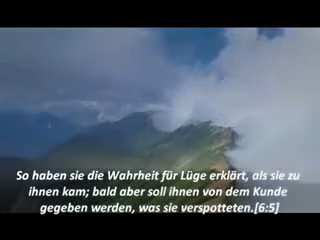 So haben sie die Wahrheit für Lüge erklärt, als sie zu
ihnen kam; bald aber soll ihnen von dem Kunde
gegeben werden, was sie verspotteten.[6:5]